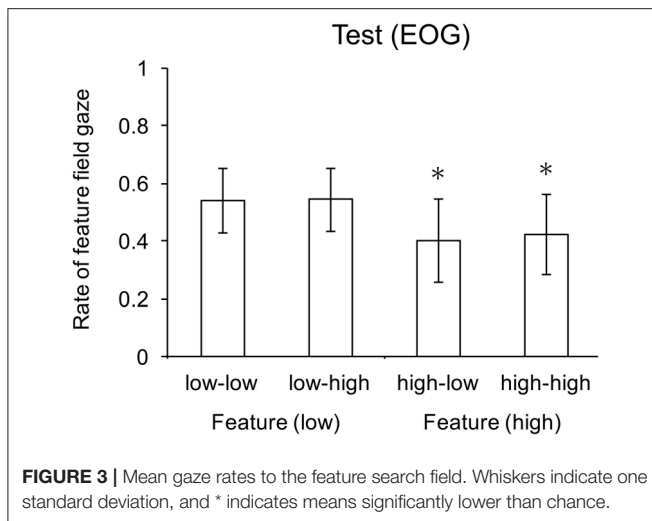 Test (EOG)
Rate of feature field gaze
1
0.8
0.6
0.4
0.2
0
* *
low-low low-high high-low high-high
Feature (low) Feature (high)
FIGURE 3 | Mean gaze rates to the feature search field. Whiskers indicate one
standard deviation, and * indicates means significantly lower than chance.